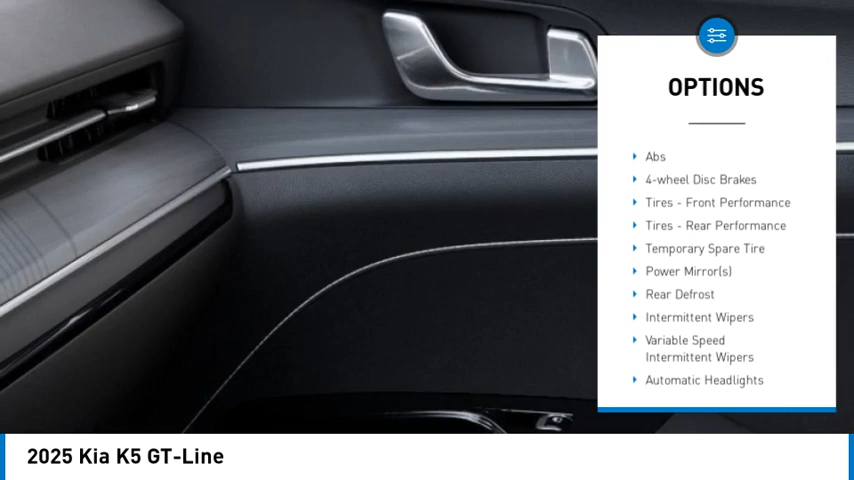 OPTIONS
Abs
4-wheel Disc Brakes
Tires - Front Performance
Tires - Rear Performance
Temporary Spare Tire
Power Mirror(s)
Rear Defrost
Intermittent Wipers
Variable Speed
Intermittent Wipers
Automatic Headlights
2025 Kia K5 GT-Line